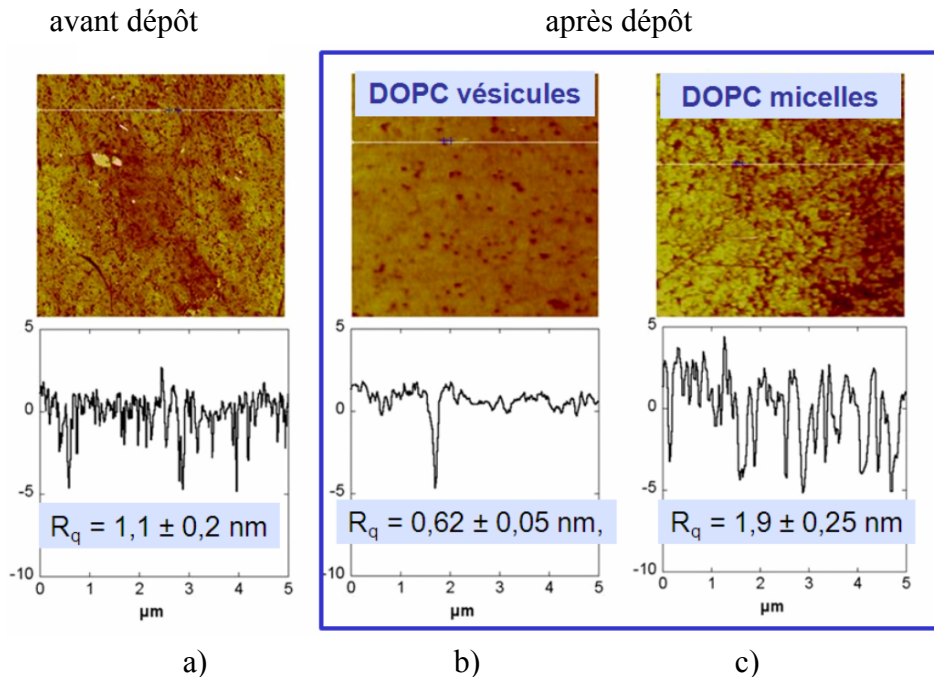 avant dépôt
après dépôt
DOPC vésicules
DOPC micelles
5
0
-5
-10
R_q = 1,1 ± 0,2 nm
0 1 2 3 4 5
µm
5
0
-5
-10
R_q = 0,62 ± 0,05 nm,
0 1 2 3 4 5
µm
5
0
-5
-10
R_q = 1,9 ± 0,25 nm
0 1 2 3 4 5
µm
a)
b)
c)